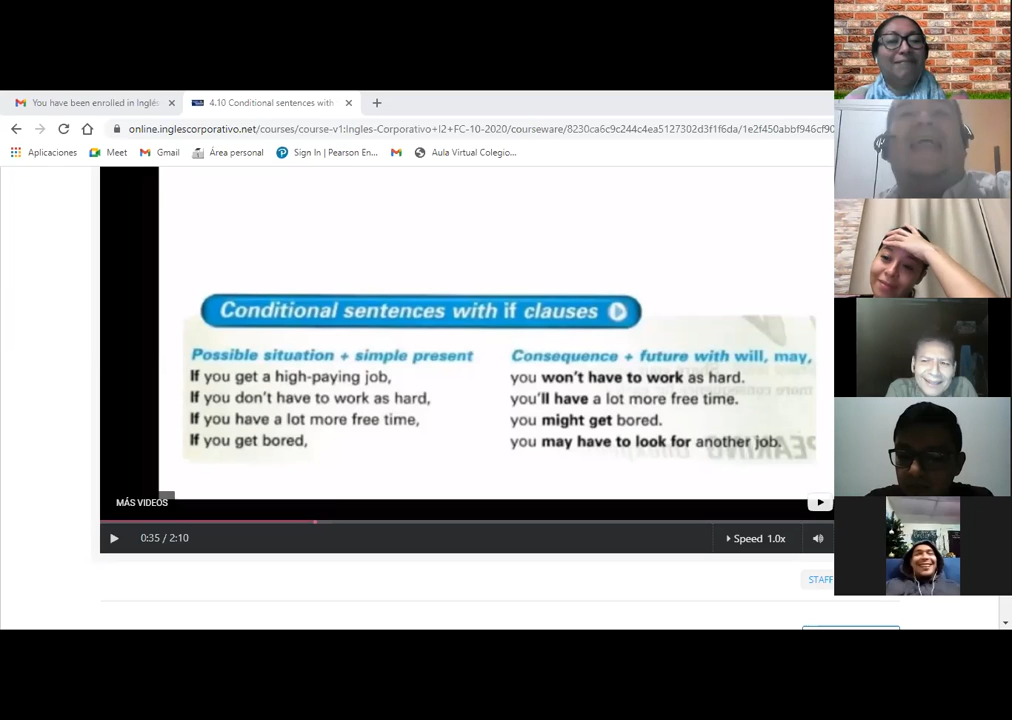 You have been enrolled in Inglés
4.10 Conditional sentences with
online.inglescorporativo.net/courses/course-v1:Ingles-Corporativo+I2+FC-10-2020/courseware/8230ca6c9c244c4ea5127302d3f1f6da/1e2f450abbf946cf90
Aplicaciones Meet Gmail Área personal Sign In | Pearson En... Aula Virtual Colegio...
Conditional sentences with if clauses
Possible situation + simple present Consequence + future with will, may,
If you get a high-paying job, you won't have to work as hard.
If you don't have to work as hard, you'll have a lot more free time.
If you have a lot more free time, you might get bored.
If you get bored, you may have to look for another job.
MÁS VIDEOS
0:35 / 2:10 Speed 1.0x
STAFF